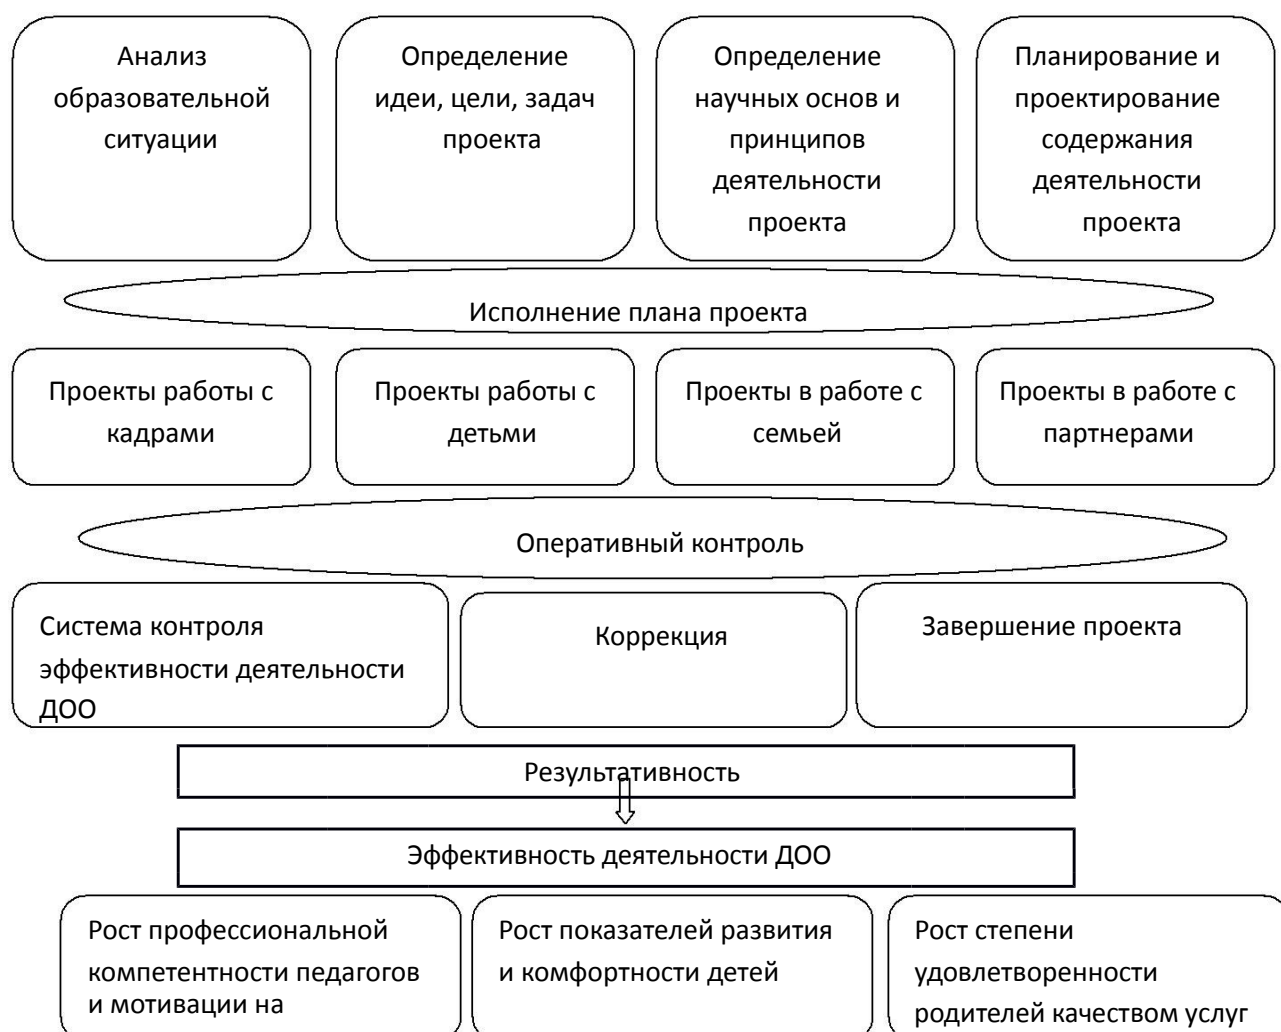 Анализ
образовательной
ситуации
Определение
идеи, цели, задач
проекта
Определение
научных основ и
принципов
деятельности
проекта
Планирование и
проектирование
содержания
деятельности
проекта
Исполнение плана проекта
Проекты работы с
кадрами
Проекты работы с
детьми
Проекты в работе с
семьей
Проекты в работе с
партнерами
Оперативный контроль
Система контроля
эффективности деятельности
ДОО
Коррекция
Завершение проекта
Результативность
Эффективность деятельности ДОО
Рост профессиональной
компетентности педагогов
и мотивации на
Рост показателей развития
и комфортности детей
Рост степени
удовлетворенности
родителей качеством услуг